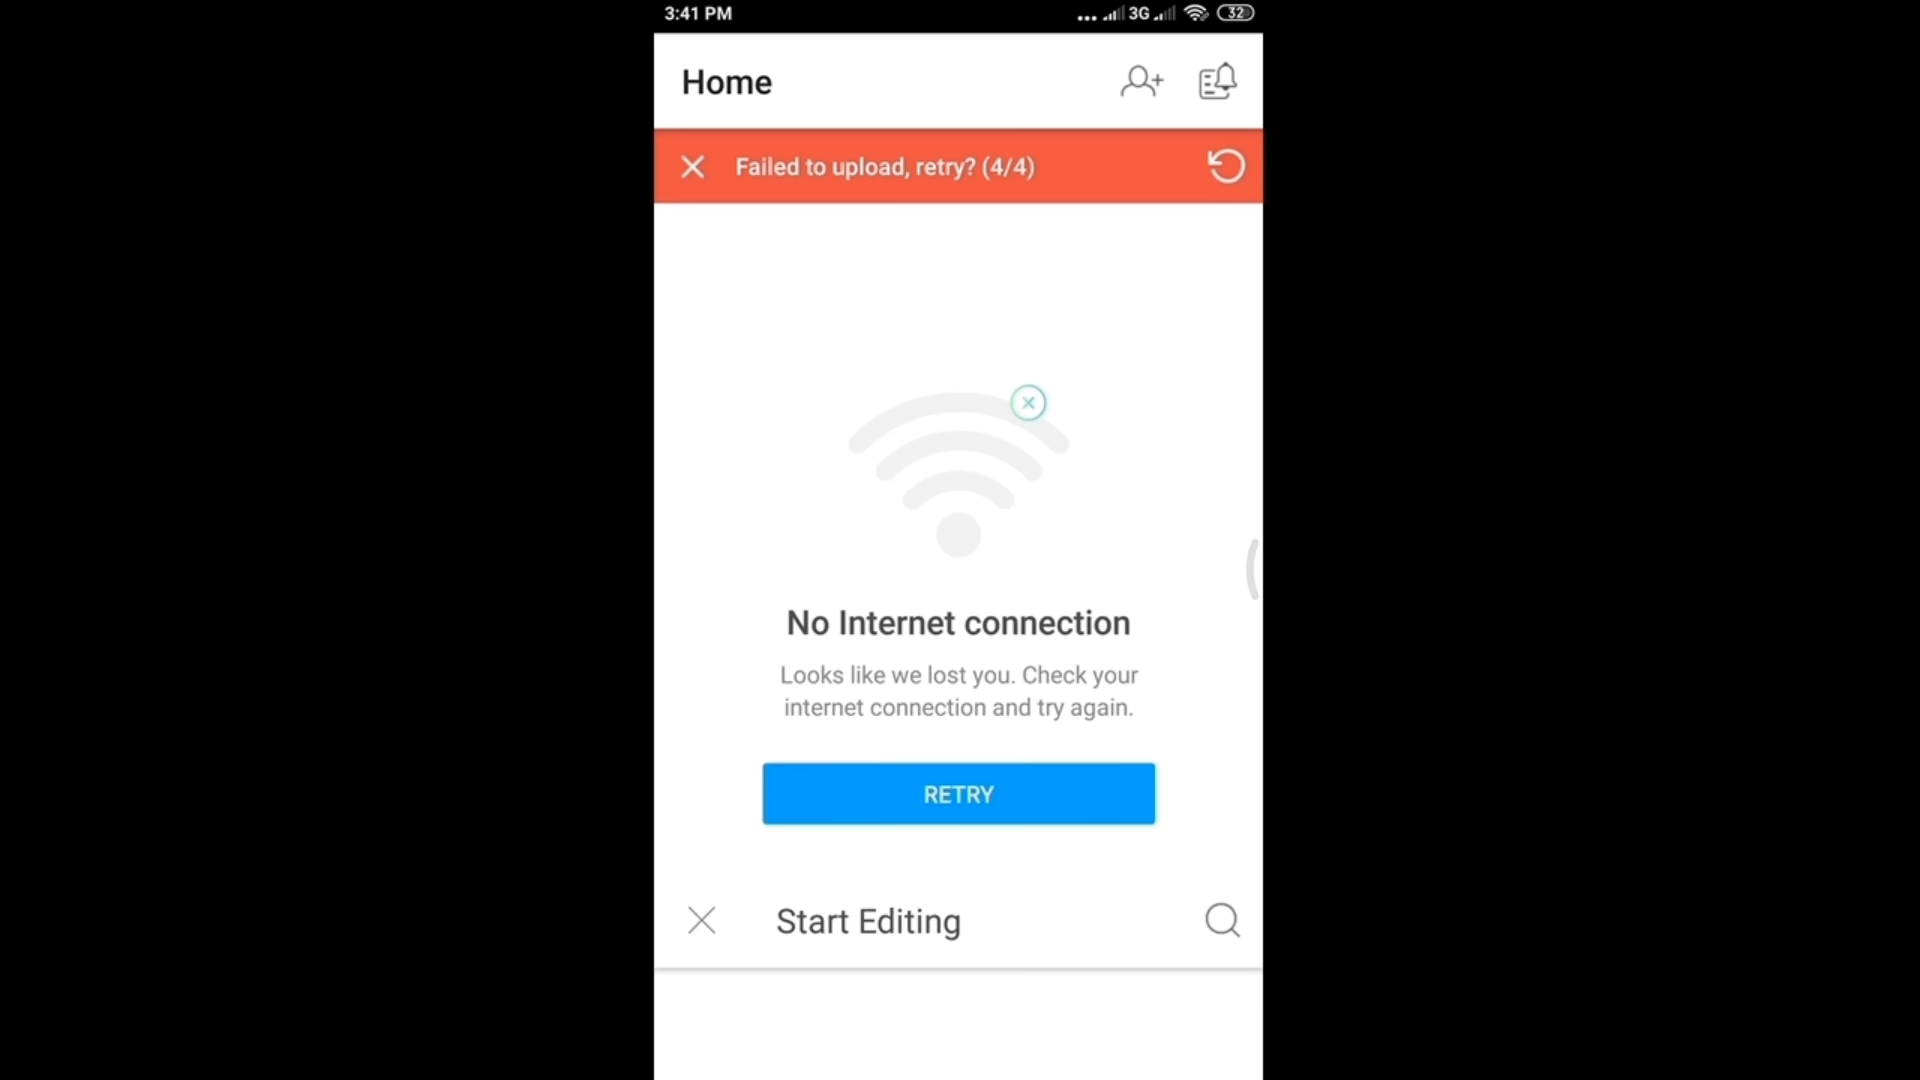 3:41 PM
3G
32
Home
Failed to upload, retry? (4/4)
No Internet connection
Looks like we lost you. Check your
internet connection and try again.
RETRY
Start Editing